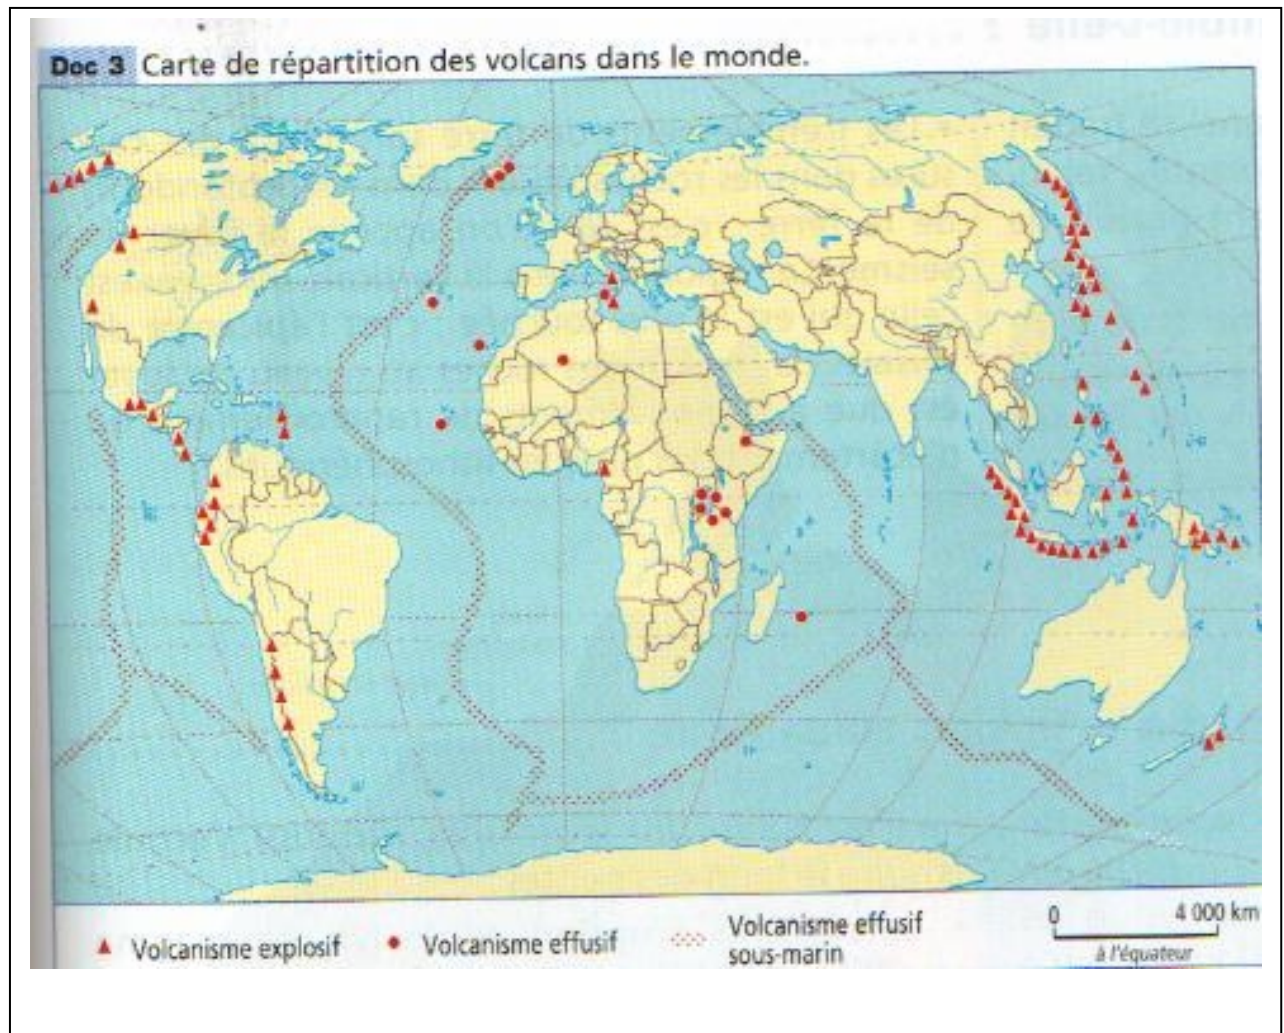 Doc 3 Carte de répartition des volcans dans le monde.
Volcanisme explosif
Volcanisme effusif
Volcanisme effusif
sous-marin
0 4 000 km
à l'équateur